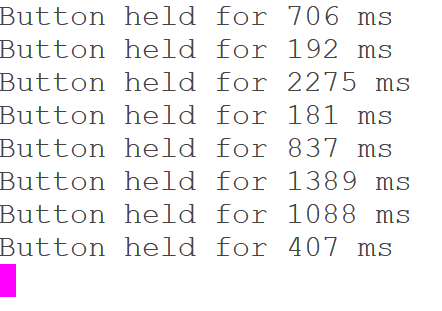 Button held for 706 ms
Button held for 192 ms
Button held for 2275 ms
Button held for 181 ms
Button held for 837 ms
Button held for 1389 ms
Button held for 1088 ms
Button held for 407 ms